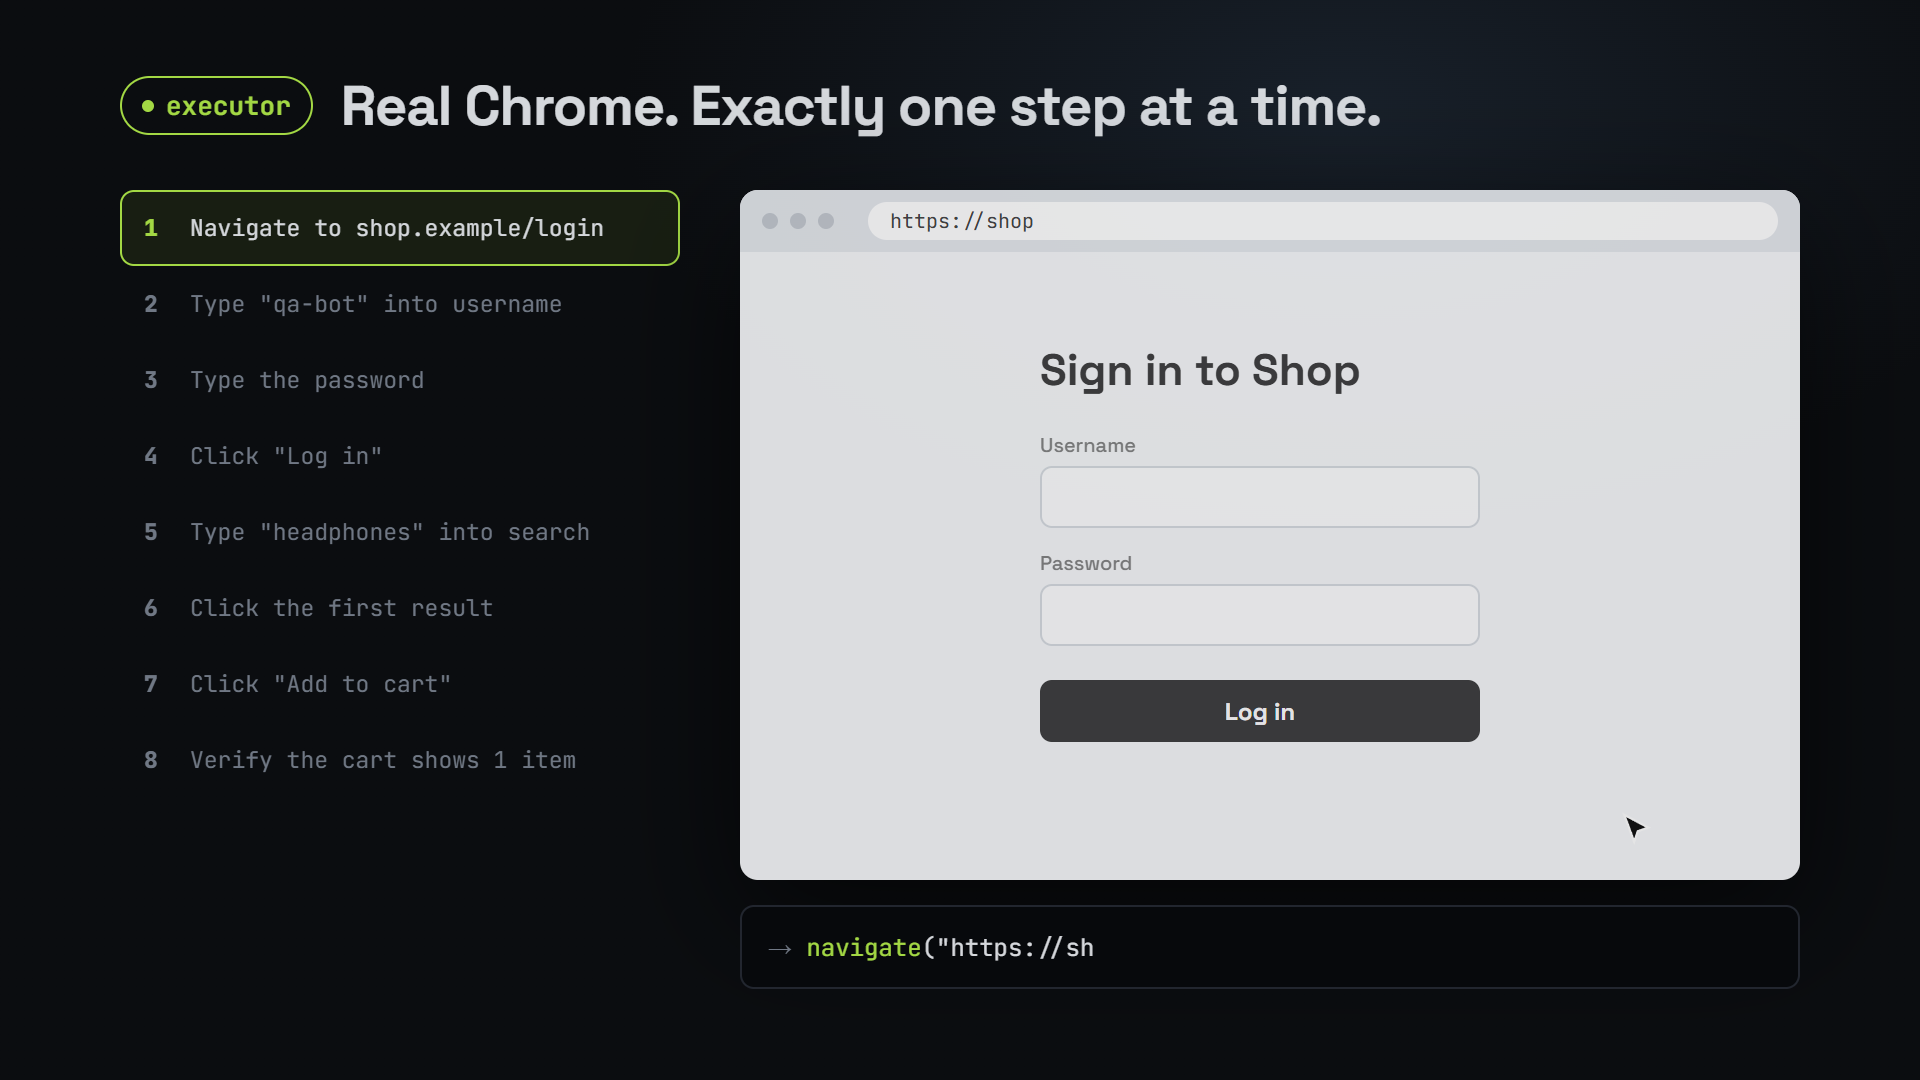 executor
Real Chrome. Exactly one step at a time.
1 Navigate to shop.example/login
2 Type "qa-bot" into username
3 Type the password
4 Click "Log in"
5 Type "headphones" into search
6 Click the first result
7 Click "Add to cart"
8 Verify the cart shows 1 item
https://shop
Sign in to Shop
Username
Password
Log in
→ navigate("https://sh